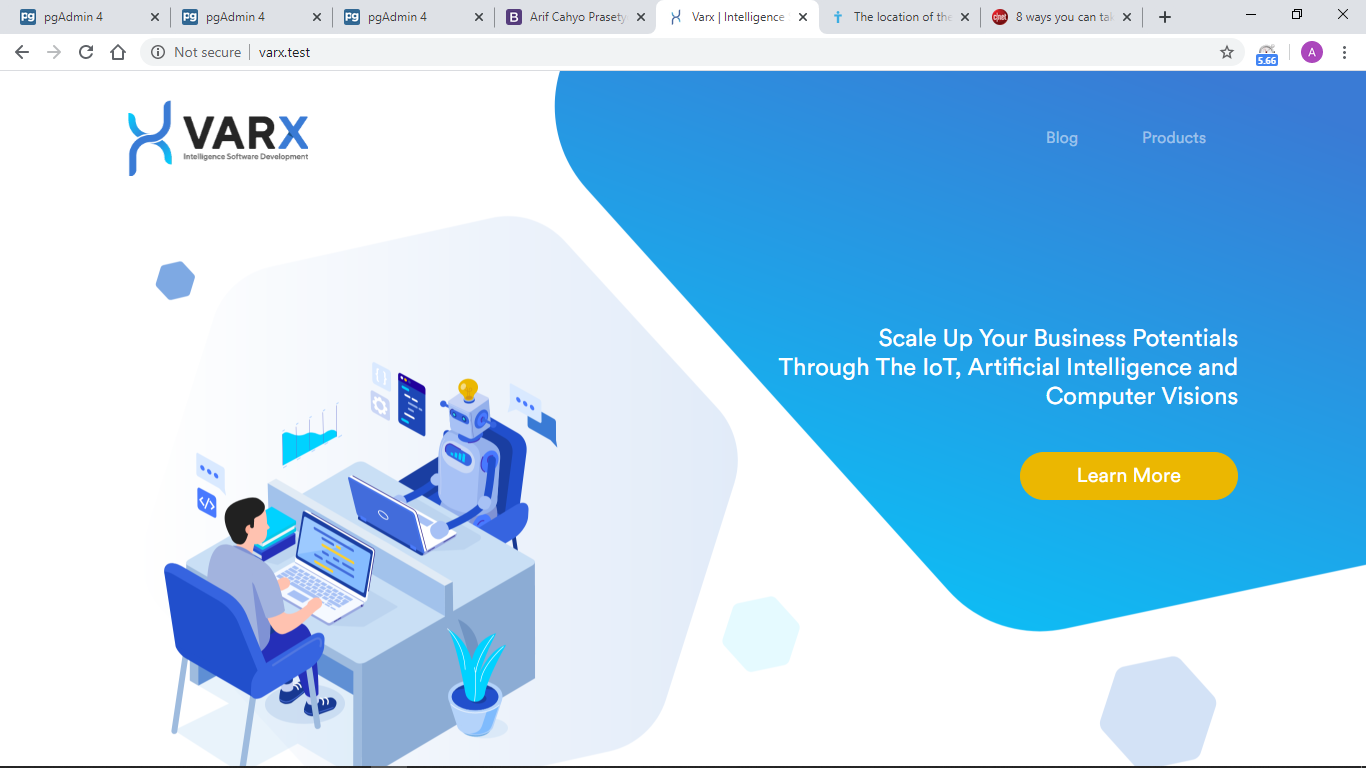 pgAdmin 4
pgAdmin 4
pgAdmin 4
B
Arif Cahyo Prasety
Varx | Intelligence
The location of the
c|net
8 ways you can tak
Not secure
varx.test
5.66
A
VARX
Intelligence Software Development
Blog
Products
Scale Up Your Business Potentials
Through The IoT, Artificial Intelligence and
Computer Visions
Learn More